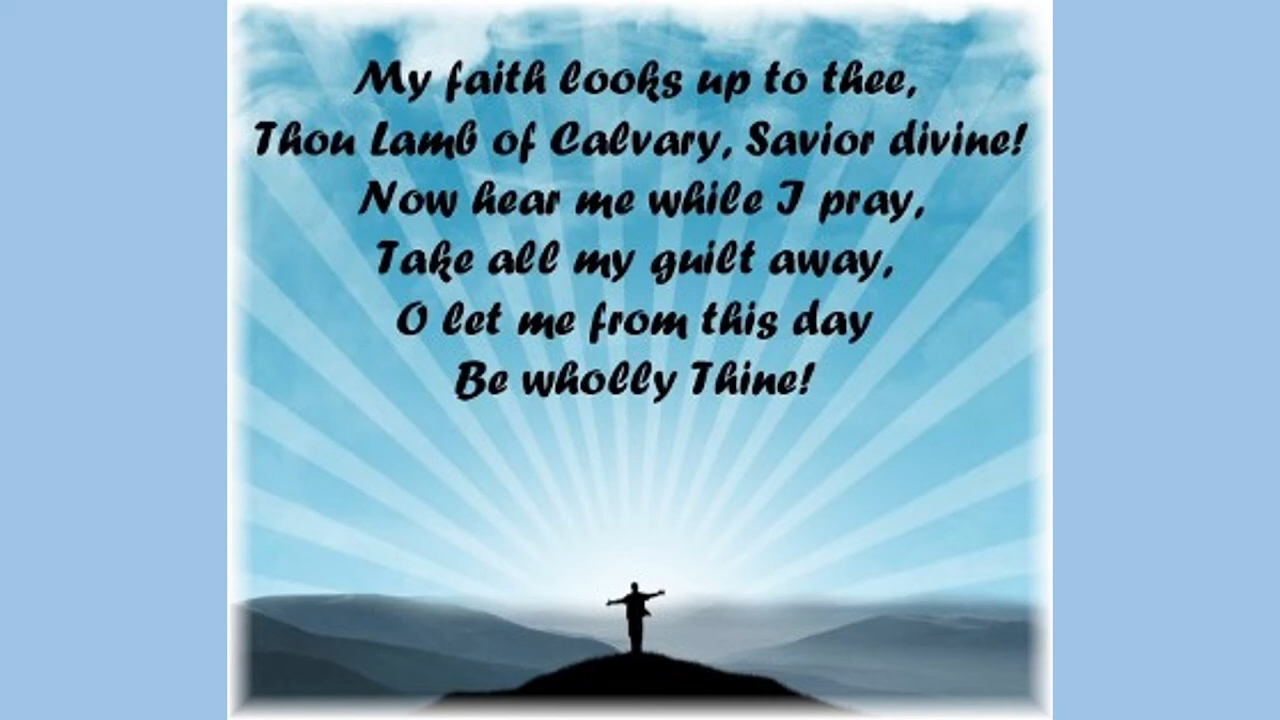 My faith looks up to thee,
Thou Lamb of Calvary, Savior divine!
Now hear me while I pray,
Take all my guilt away,
O let me from this day
Be wholly Thine!